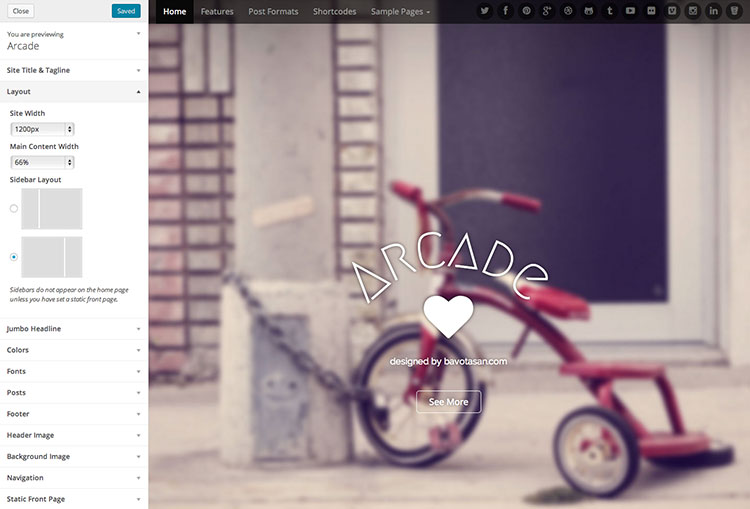 Close
Saved
You are previewing
Arcade
Site Title & Tagline
Layout
Site Width
1200px
Main Content Width
66%
Sidebar Layout
Sidebars do not appear on the home page
unless you have set a static front page.
Jumbo Headline
Colors
Fonts
Posts
Footer
Header Image
Background Image
Navigation
Static Front Page
Home
Features
Post Formats
Shortcodes
Sample Pages
ARCADe
designed by bavotasan.com
See More